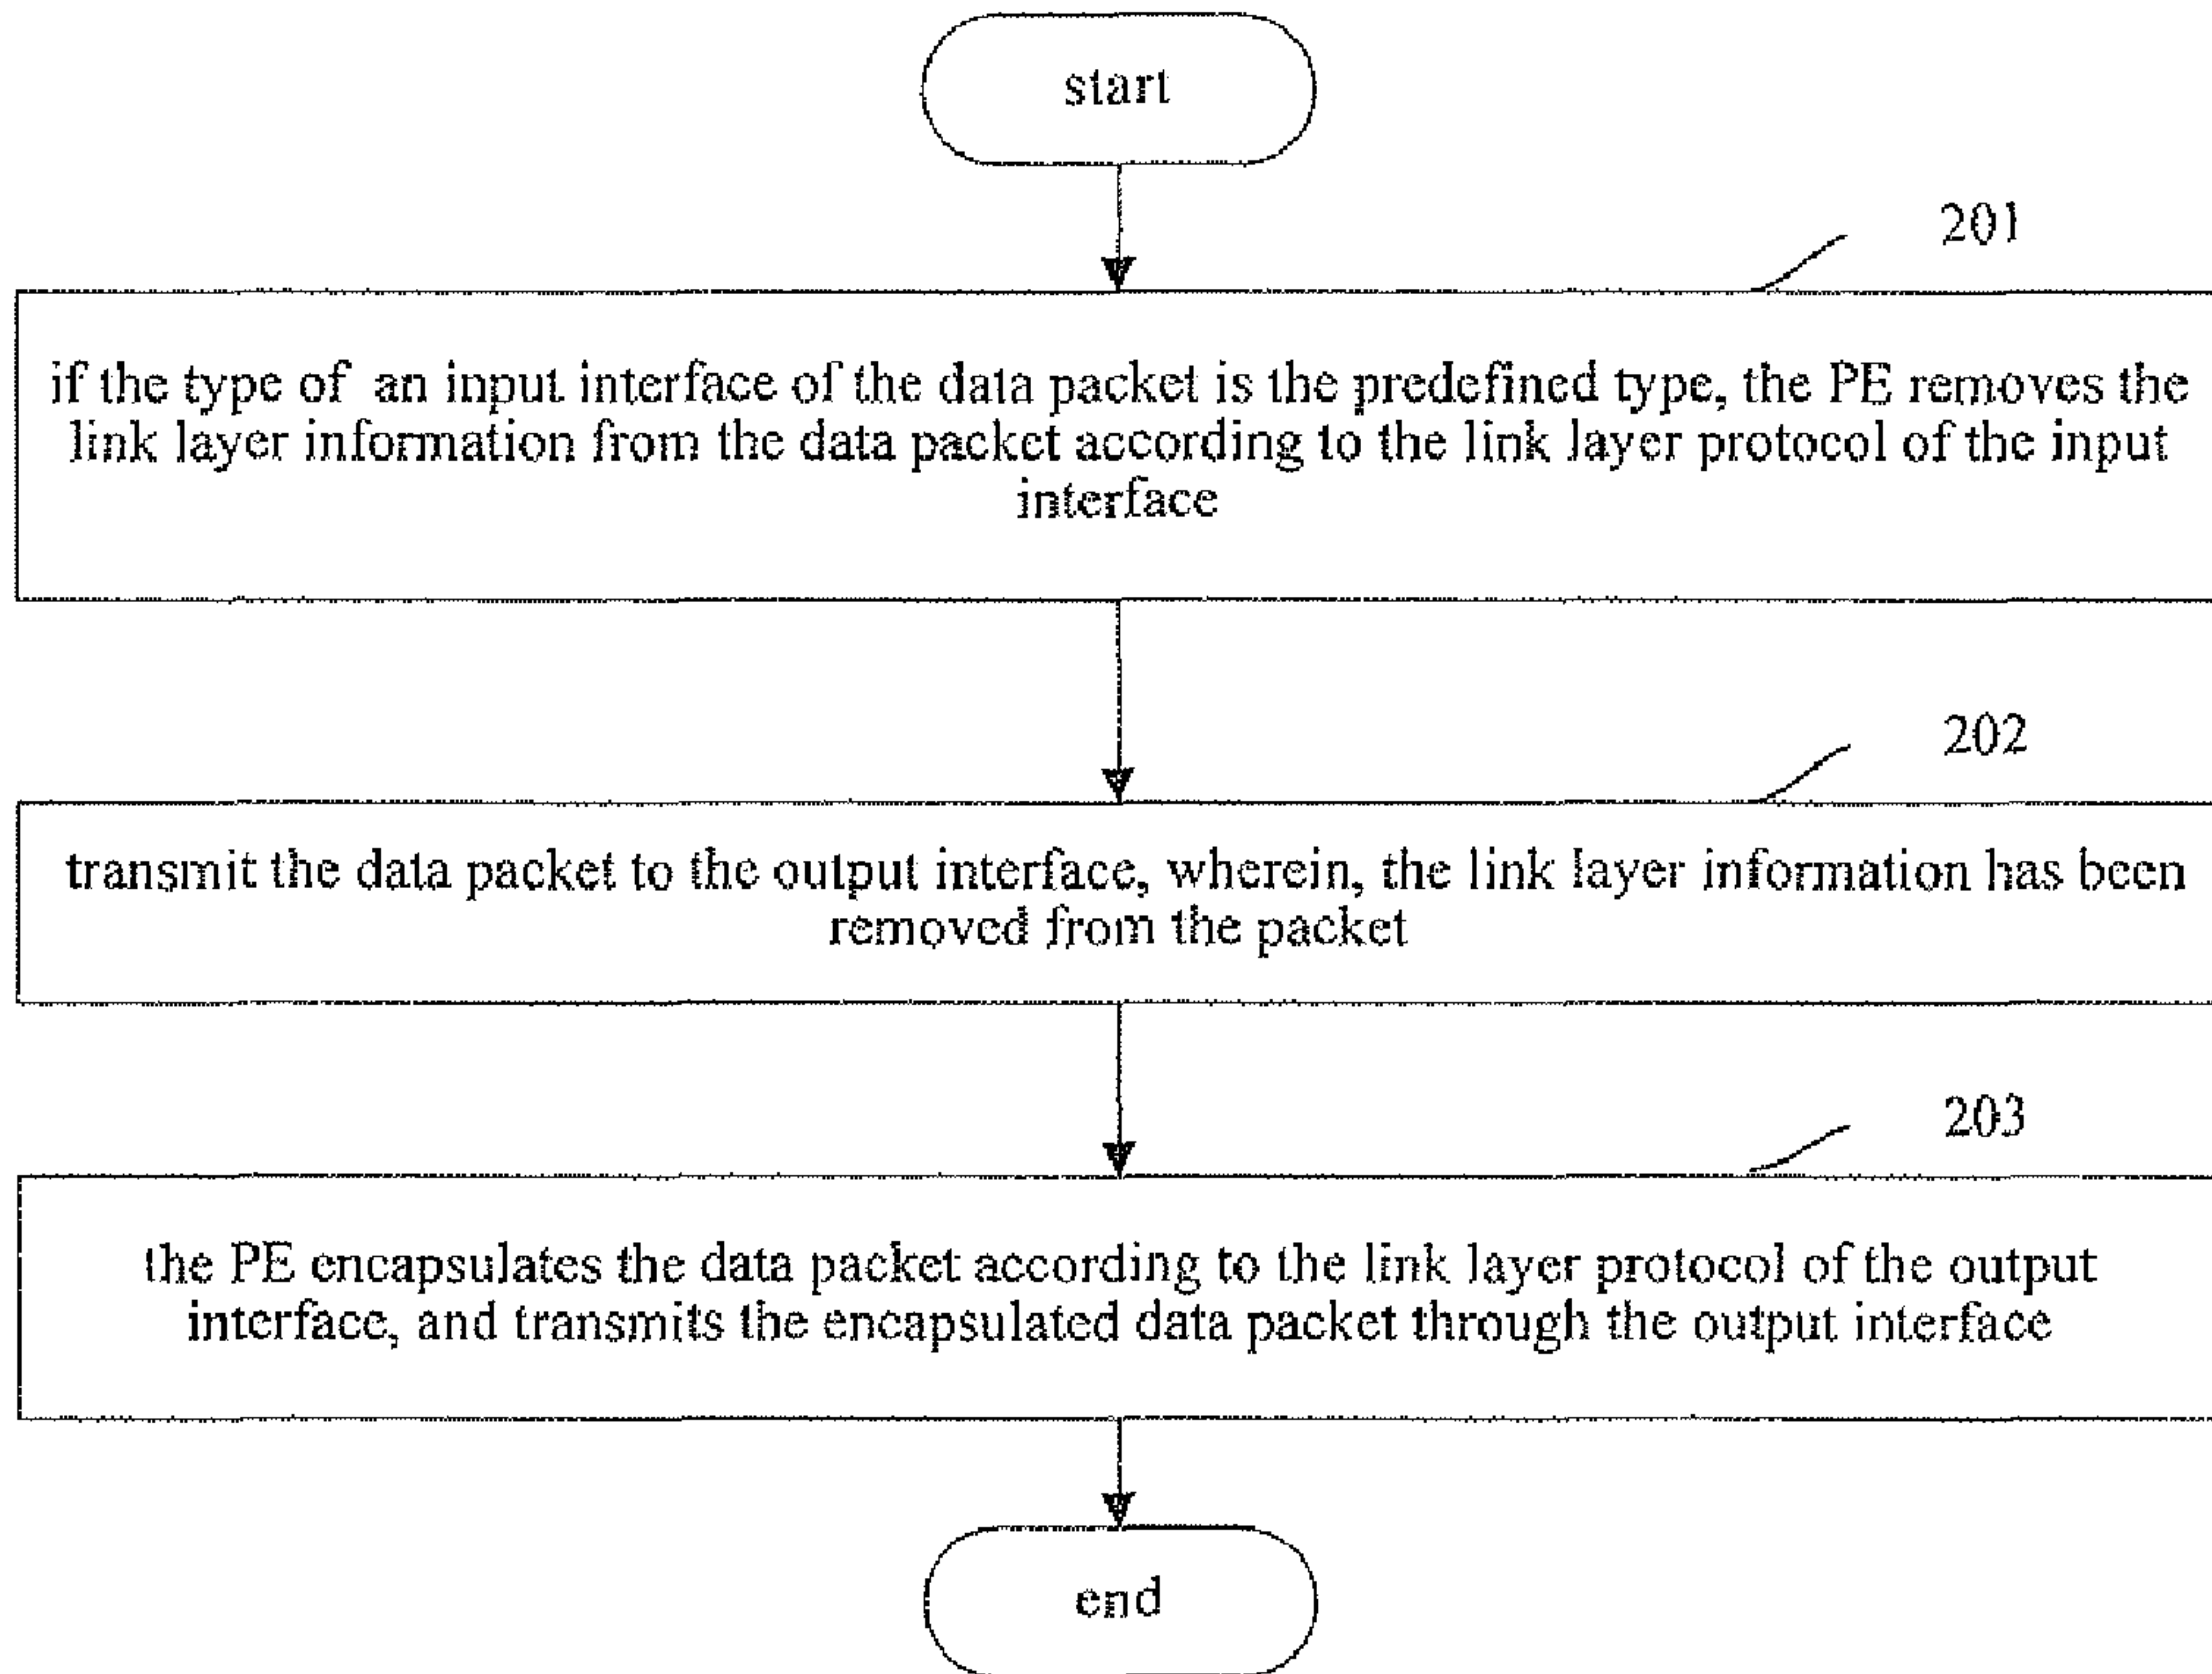 start
201
if the type of an input interface of the data packet is the predefined type, the PE removes the
link layer information from the data packet according to the link layer protocol of the input
interface
202
transmit the data packet to the output interface, wherein, the link layer information has been
removed from the packet
203
the PE encapsulates the data packet according to the link layer protocol of the output
interface, and transmits the encapsulated data packet through the output interface
end